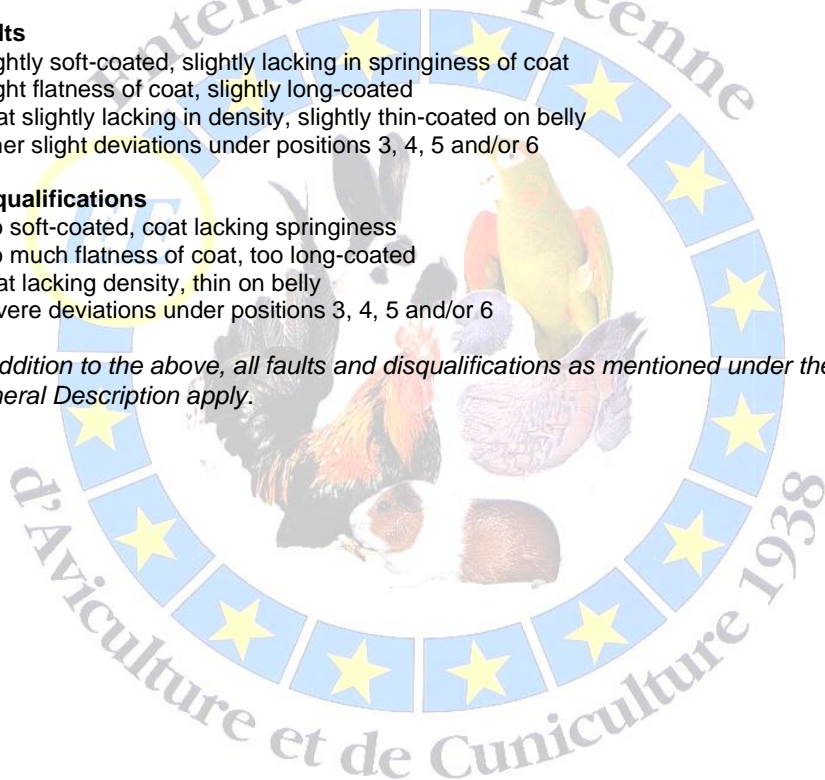 lts
ghtly soft-coated, slightly lacking in springiness of coat
ght flatness of coat, slightly long-coated
at slightly lacking in density, slightly thin-coated on belly
her slight deviations under positions 3, 4, 5 and/or 6
qualifications
o soft-coated, coat lacking springiness
o much flatness of coat, too long-coated
at lacking density, thin on belly
vere deviations under positions 3, 4, 5 and/or 6
ddition to the above, all faults and disqualifications as mentioned under the
neral Description apply.
EE
d'Aviculture et de Cuniculture 1938